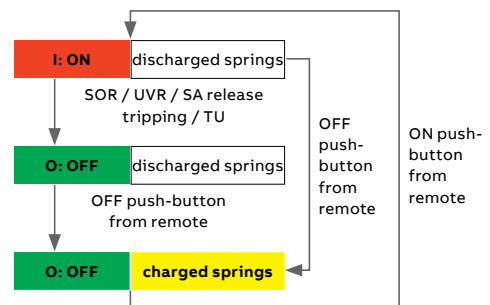 I: ON discharged springs
SOR / UVR / SA release
tripping / TU
O: OFF discharged springs
OFF push-button
from remote
O: OFF charged springs
OFF
push-
button
from
remote
ON push-
button
from
remote